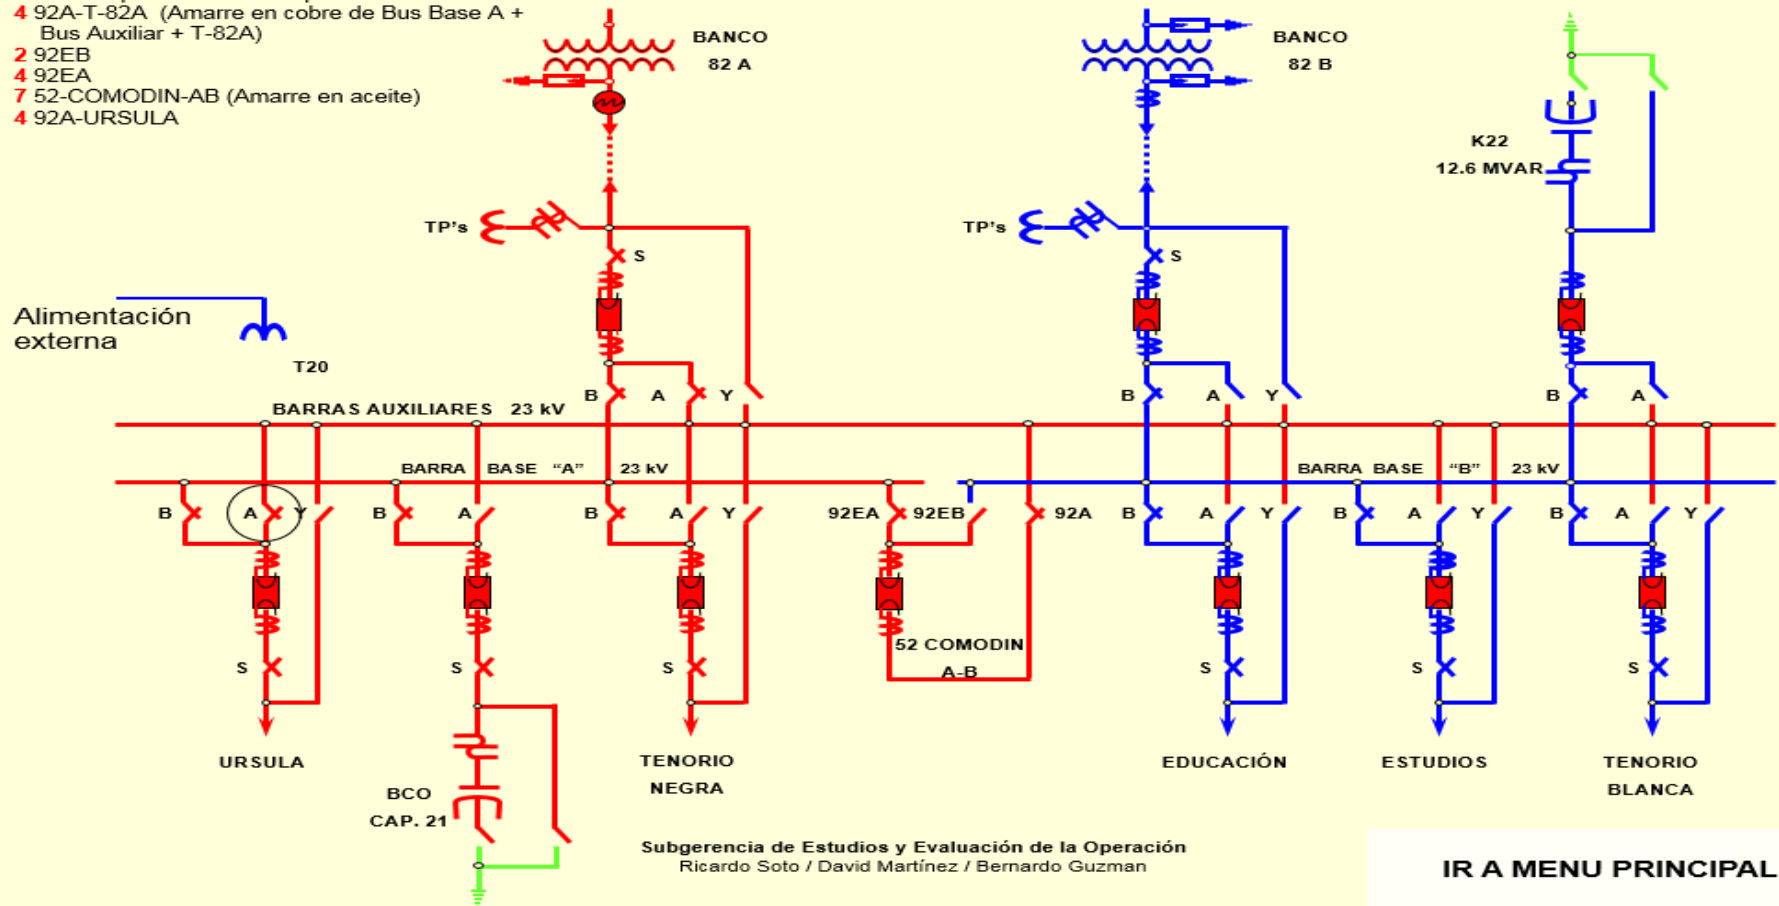 4 92A-T-82A (Amarre en cobre de Bus Base A +
Bus Auxiliar + T-82A)
2 92EB
4 92EA
7 52-COMODIN-AB (Amarre en aceite)
4 92A-URSULA
BANCO
82 A
BANCO
82 B
K22
12.6 MVAR
TP's
S
TP's
S
Alimentación
externa
T20
B A Y
B A Y
B A
BARRAS AUXILIARES 23 kV
BARRA BASE “A” 23 kV
BARRA BASE “B” 23 kV
B A Y
B A
B A Y
92EA 92EB 92A
B A Y
B A Y
B A Y
52 COMODIN
A-B
S
S
S
S
S
S
URSULA
BCO
CAP. 21
TENORIO
NEGRA
EDUCACIÓN
ESTUDIOS
TENORIO
BLANCA
Subgerencia de Estudios y Evaluación de la Operación
Ricardo Soto / David Martínez / Bernardo Guzman
IR A MENU PRINCIPAL